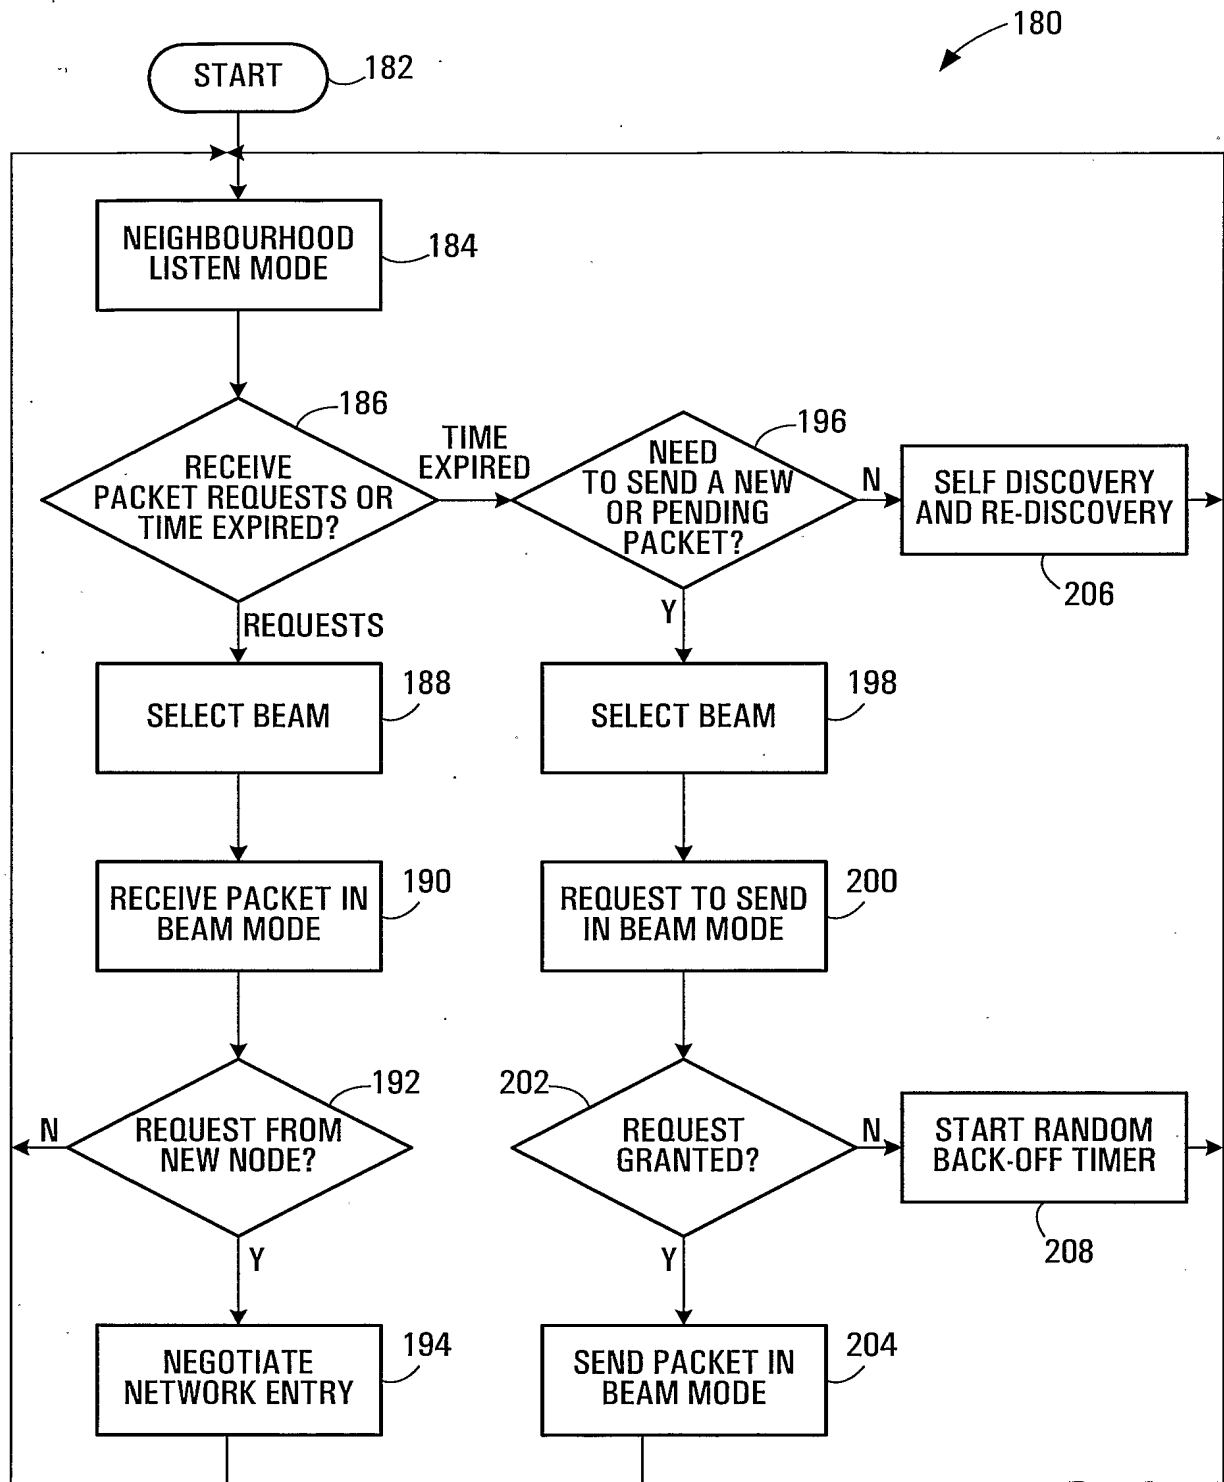 180
START
182
NEIGHBOURHOOD
LISTEN MODE
184
186
RECEIVE
PACKET REQUESTS OR
TIME EXPIRED?
TIME
EXPIRED
196
NEED
TO SEND A NEW
OR PENDING
PACKET?
N
SELF DISCOVERY
AND RE-DISCOVERY
206
REQUESTS
Y
188
SELECT BEAM
198
SELECT BEAM
190
RECEIVE PACKET IN
BEAM MODE
200
REQUEST TO SEND
IN BEAM MODE
192
N
REQUEST FROM
NEW NODE?
202
REQUEST
GRANTED?
N
START RANDOM
BACK-OFF TIMER
208
Y
Y
194
NEGOTIATE
NETWORK ENTRY
204
SEND PACKET IN
BEAM MODE